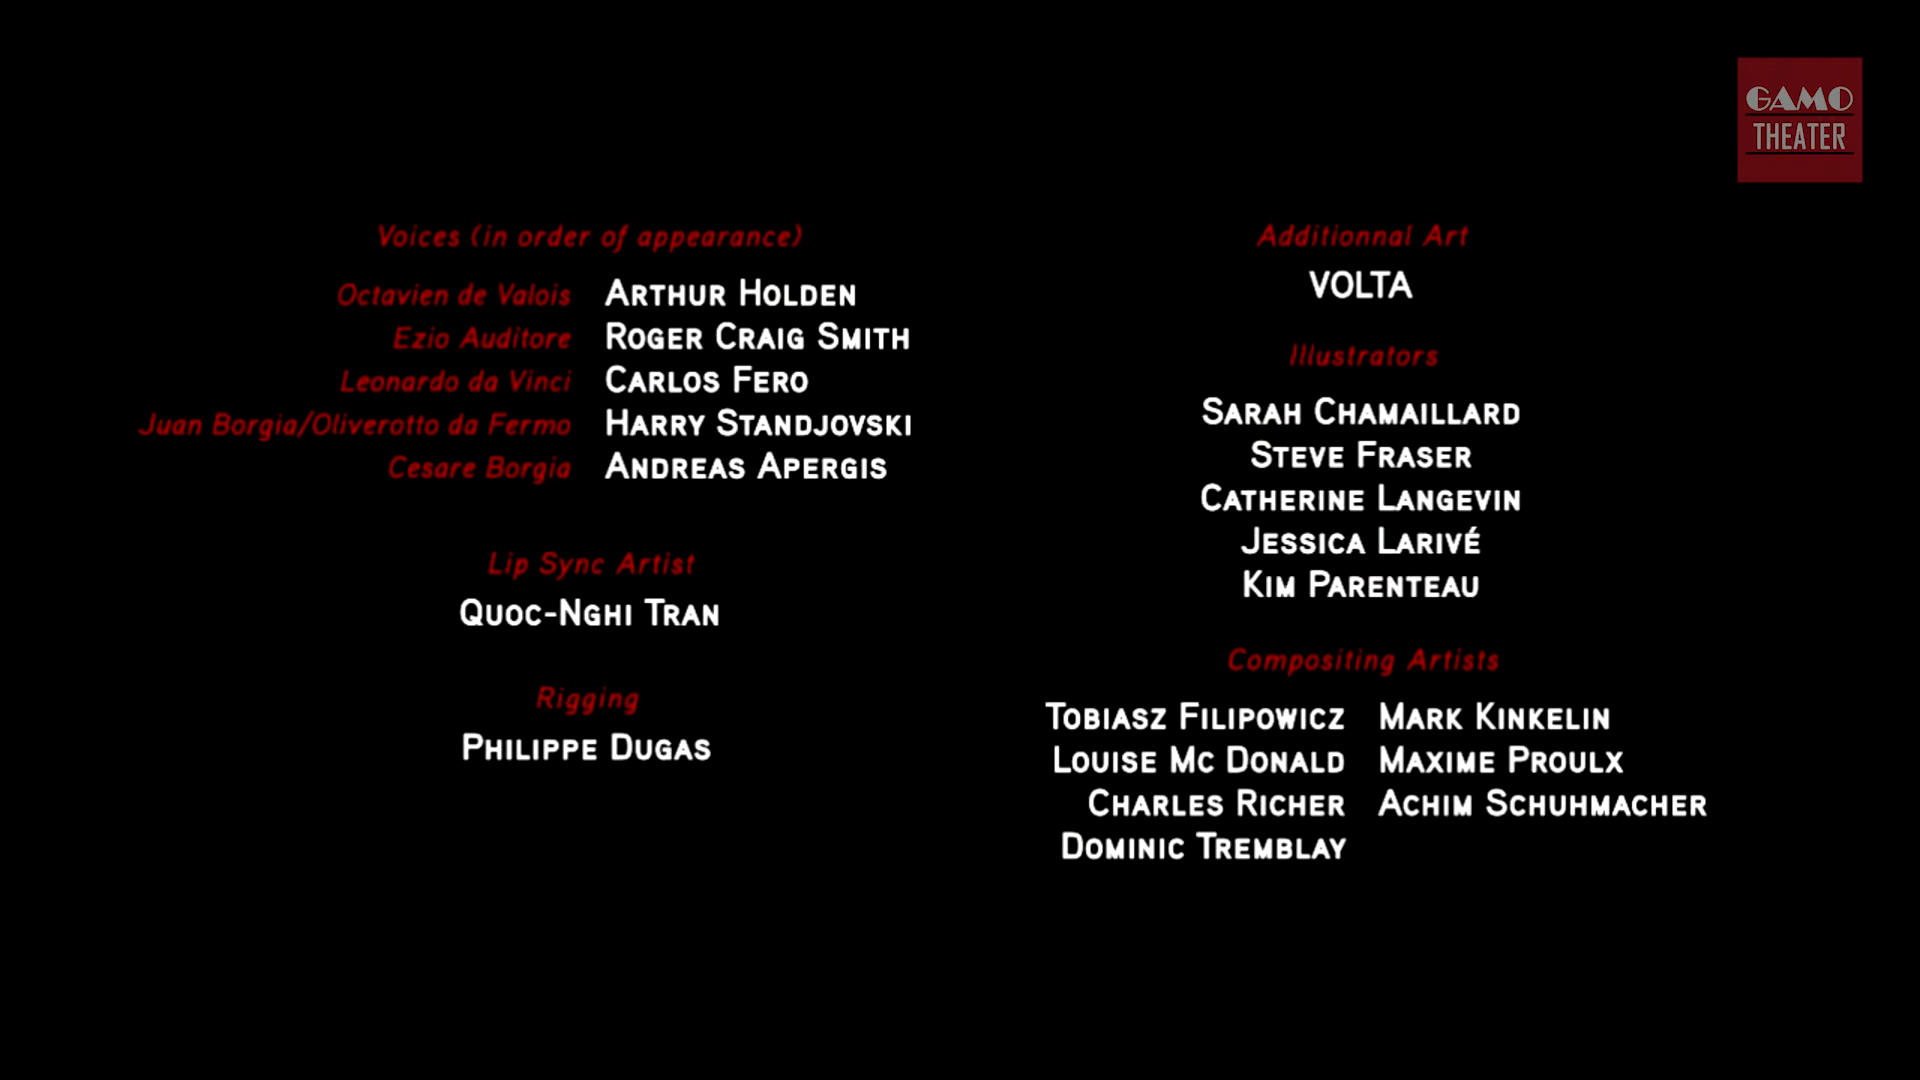 GAMO
THEATER
Voices (in order of appearance)
Octavien de Valois ARTHUR HOLDEN
Ezio Auditore ROGER CRAIG SMITH
Leonardo da Vinci CARLOS FERO
Juan Borgia/Oliverotto da Fermo HARRY STANDJOVSKI
Cesare Borgia ANDREAS APERGIS
Lip Sync Artist
QUOC-NGHI TRAN
Rigging
PHILIPPE DUGAS
Additionnal Art
VOLTA
Illustrators
SARAH CHAMAILLARD
STEVE FRASER
CATHERINE LANGEVIN
JESSICA LARIVÉ
KIM PARENTEAU
Compositing Artists
TOBIASZ FILIPOWICZ MARK KINKELIN
LOUISE MC DONALD MAXIME PROULX
CHARLES RICHER ACHIM SCHUHMACHER
DOMINIC TREMBLAY